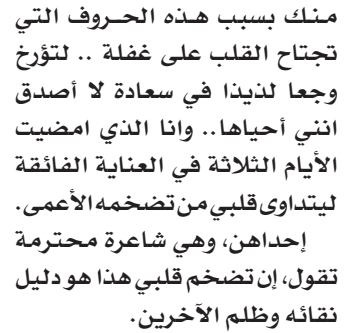 منك بسبب هذه الحروف التي
تجتاح القلب على غفلة .. لتؤرخ
وجعا لذيذا في سعادة لا أصدق
انني أحياها.. وانا الذي امضيت
الأيام الثلاثة في العناية الفائقة
ليتداوى قلبي من تضخمه الأعمى.
إحداهن، وهي شاعرة محترمة
تقول، إن تضخم قلبي هذا هو دليل
نقائه وظلم الآخرين.